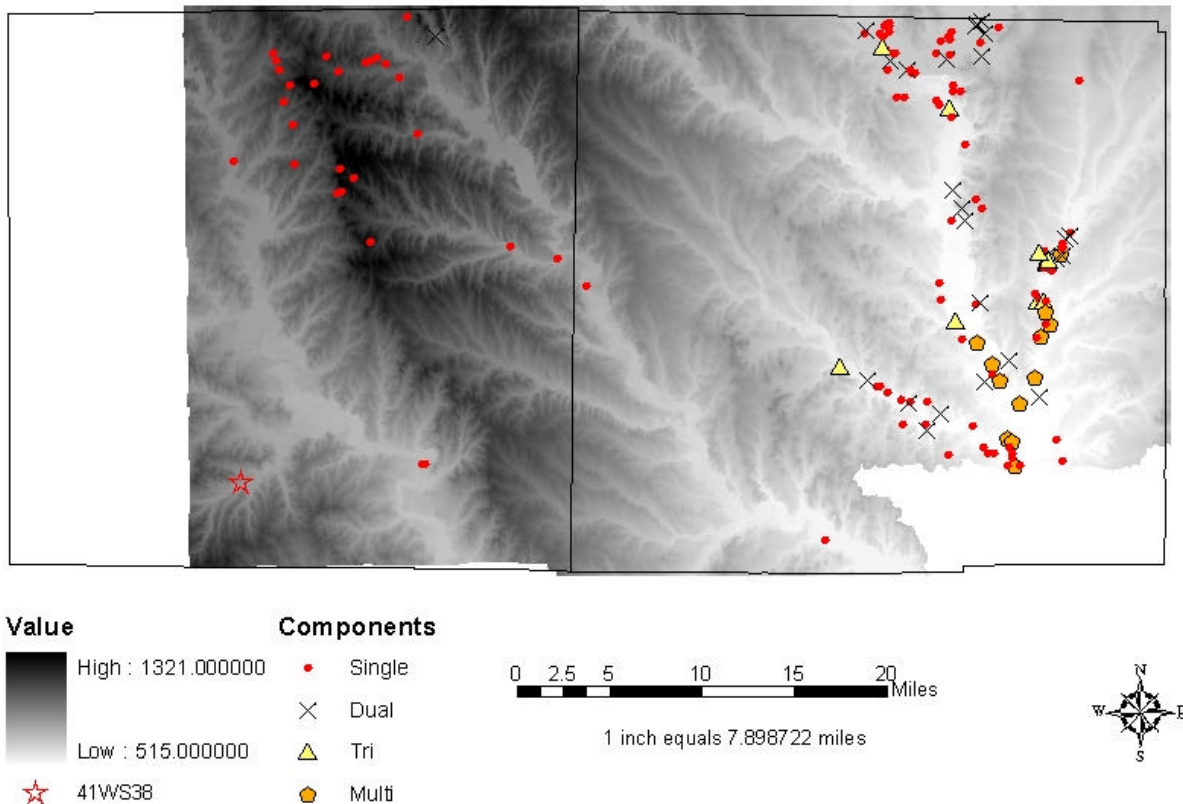 Value
High : 1321.000000
Low : 515.000000
41WS38
Components
Single
Dual
Tri
Multi
0 2.5 5 10 15 20
Miles
1 inch equals 7.898722 miles
N
W E
S